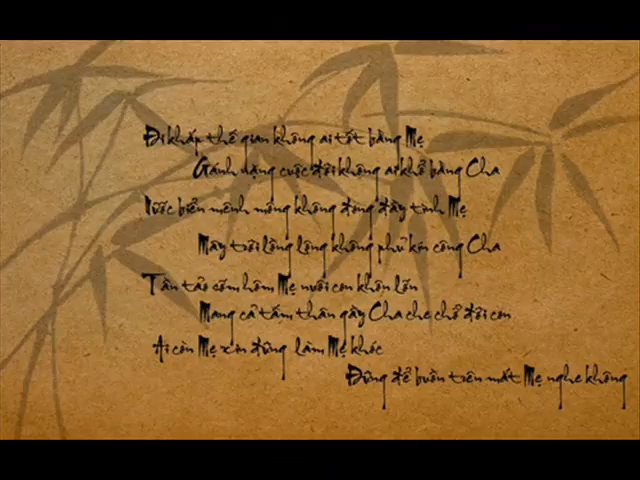 Đi khắp thế gian không ai tốt bằng Mẹ
Gánh nặng cuộc đời không ai khổ bằng Cha
Nước biển mênh mông không đong đầy tình Mẹ
Mây trời lồng lộng không phủ kín công Cha
Tần tảo sớm hôm Mẹ nuôi con khôn lớn
Mang cả tấm thân gầy Cha che chở đời con
Ai còn Mẹ xin đừng làm Mẹ khóc
Đừng để buồn trên mắt Mẹ nghe không